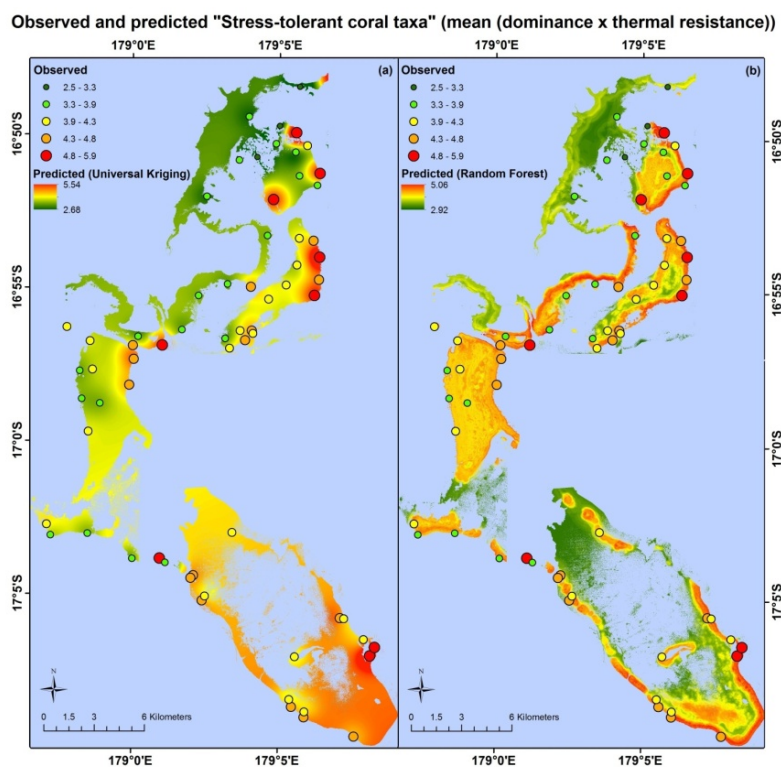 Observed and predicted "Stress-tolerant coral taxa" (mean (dominance x thermal resistance))
179°0'E 179°5'E 179°0'E 179°5'E
Observed (a) Observed (b)
2.5 - 3.3 2.5 - 3.3
3.3 - 3.9 3.3 - 3.9
3.9 - 4.3 3.9 - 4.3
4.3 - 4.8 4.3 - 4.8
4.8 - 5.9 4.8 - 5.9
Predicted (Universal Kriging) Predicted (Random Forest)
5.54 5.06
2.68 2.92
16°50'S 16°50'S
16°55'S 16°55'S
17°0'S 17°0'S
17°5'S 17°5'S
N N
0 1.5 3 6 Kilometers 0 1.5 3 6 Kilometers
179°0'E 179°5'E 179°0'E 179°5'E